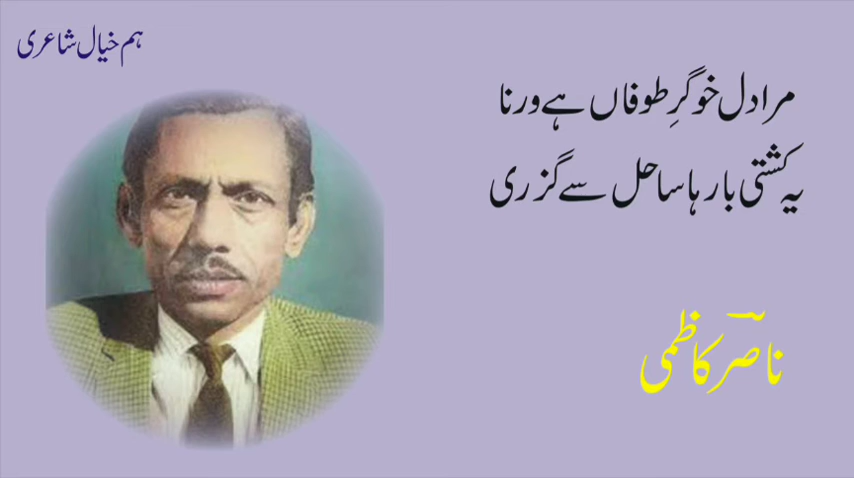 ہم خیال شاعری
مرا دل خوگرِ طوفاں ہے ورنا
یہ کشتی بارہا ساحل سے گزری
ناصرؔ کاظمی